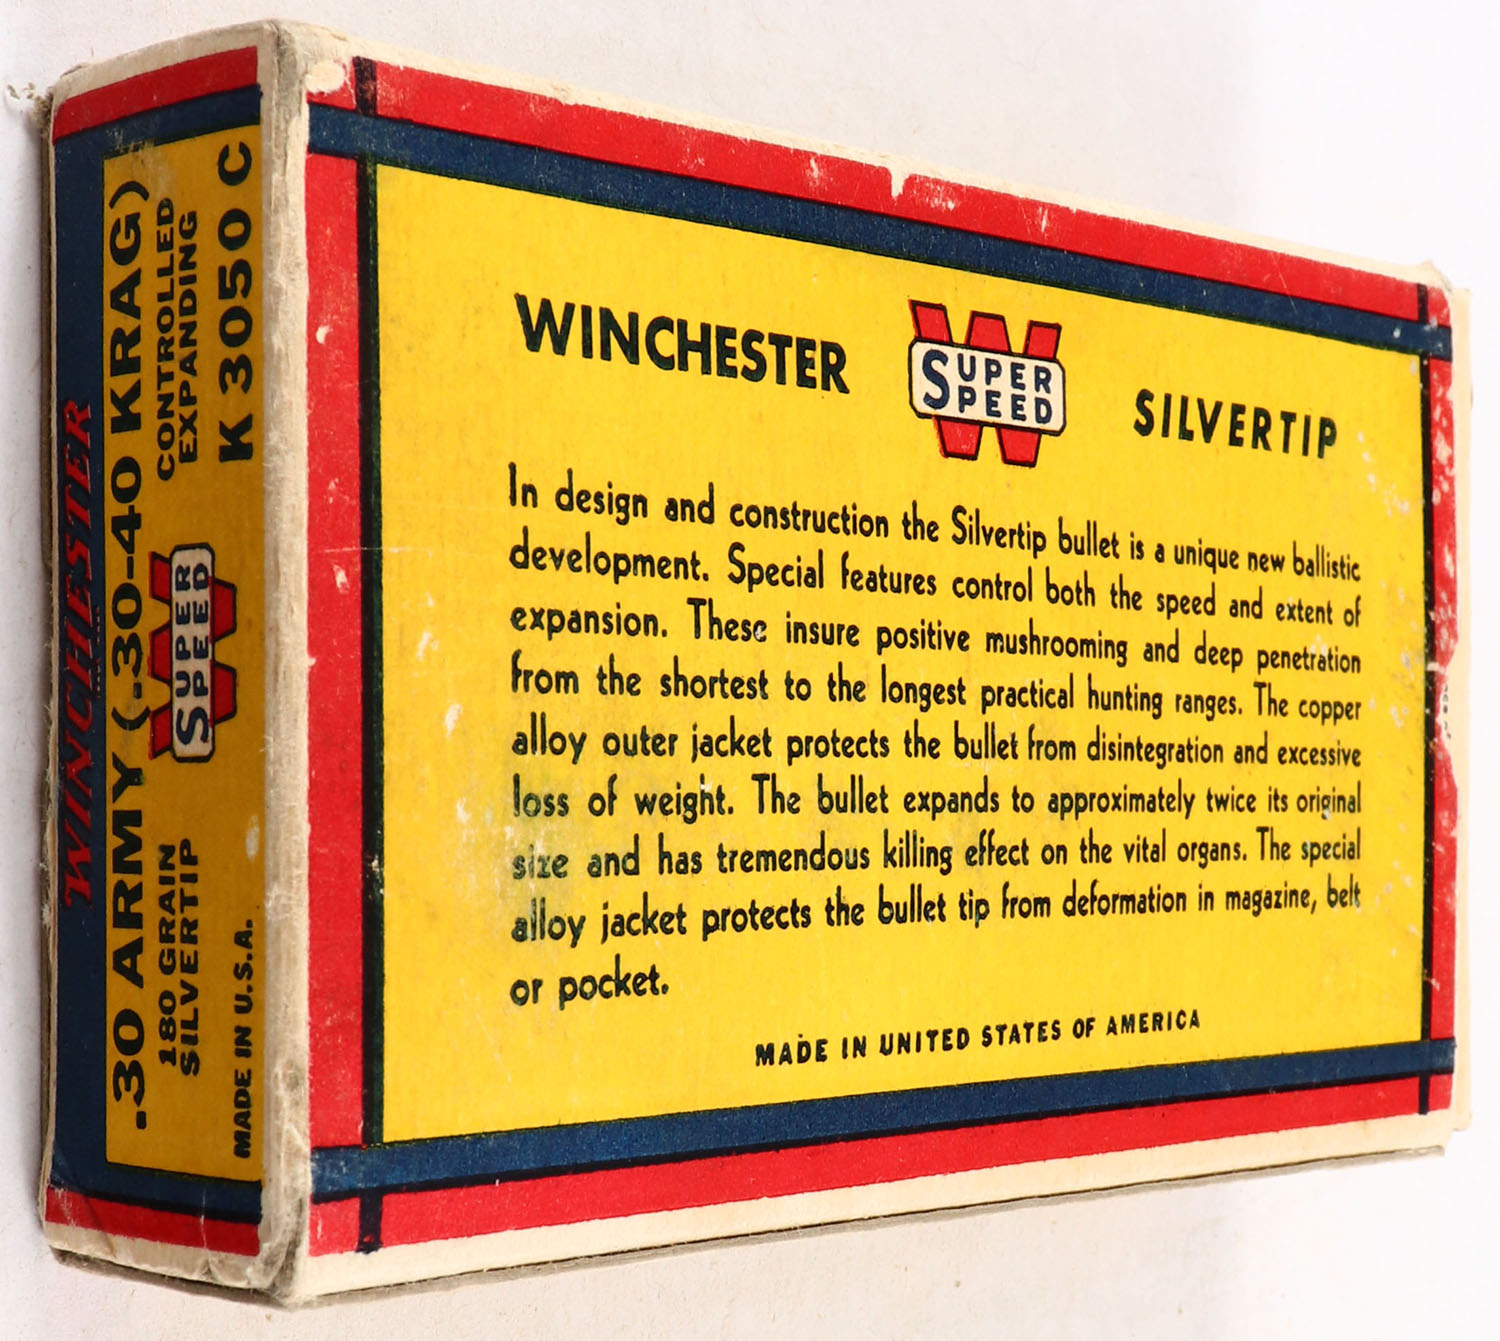 WINCHESTER
.30 ARMY (.30-40 KRAG)
180 GRAIN
SILVERTIP
SUPER
SPEED
CONTROLLED
EXPANDING
MADE IN U.S.A.
K 3050 C
WINCHESTER
SUPER
SPEED
SILVERTIP
In design and construction the Silvertip bullet is a unique new ballistic
development. Special features control both the speed and extent of
expansion. These insure positive mushrooming and deep penetration
from the shortest to the longest practical hunting ranges. The copper
alloy outer jacket protects the bullet from disintegration and excessive
loss of weight. The bullet expands to approximately twice its original
size and has tremendous killing effect on the vital organs. The special
alloy jacket protects the bullet tip from deformation in magazine, belt
or pocket.
MADE IN UNITED STATES OF AMERICA